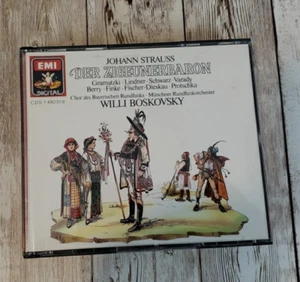 EMI
DIGITAL
JOHANN STRAUSS
DER ZIGEUNERBARON
Gramatzki · Lindner · Schwarz · Varady
Berry · Finke · Fischer-Dieskau · Protschka
Chor des Bayerischen Rundfunks · Münchner Rundfunkorchester
WILLI BOSKOVSKY